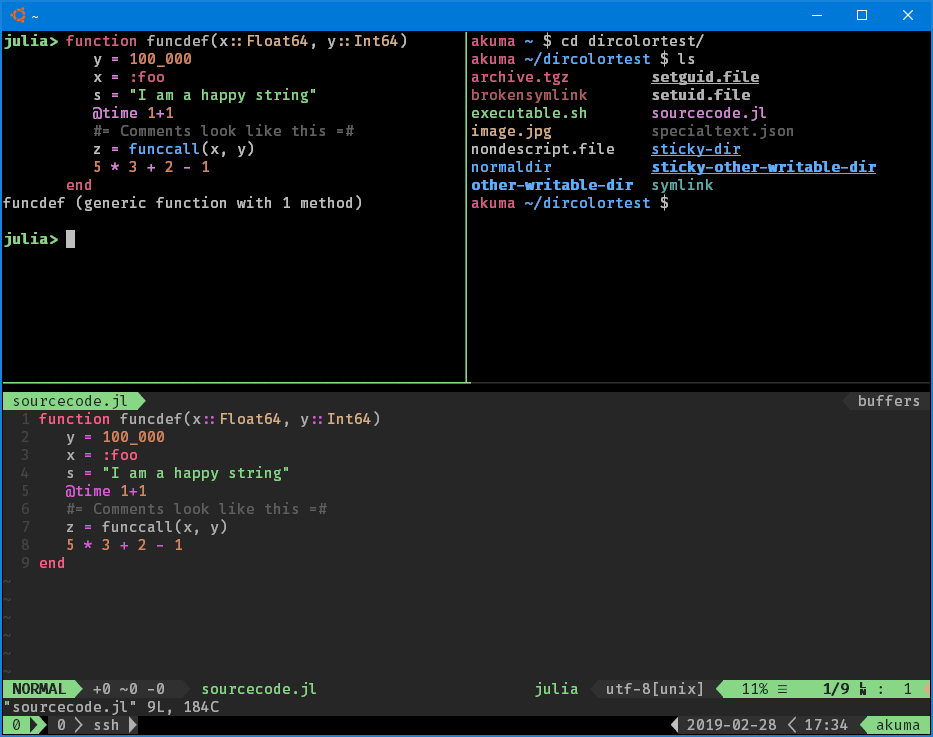 ~
julia> function funcdef(x::Float64, y::Int64)
y = 100_000
x = :foo
s = "I am a happy string"
@time 1+1
#= Comments look like this =#
z = funccall(x, y)
5 * 3 + 2 - 1
end
funcdef (generic function with 1 method)
julia>
akuma ~ $ cd dircolortest/
akuma ~/dircolortest $ ls
archive.tgz setguid.file
brokensymlink setuid.file
executable.sh sourcecode.jl
image.jpg specialtext.json
nondescript.file sticky-dir
normaldir sticky-other-writable-dir
other-writable-dir symlink
akuma ~/dircolortest $
sourcecode.jl buffers
1 function funcdef(x::Float64, y::Int64)
2 y = 100_000
3 x = :foo
4 s = "I am a happy string"
5 @time 1+1
6 #= Comments look like this =#
7 z = funccall(x, y)
8 5 * 3 + 2 - 1
9 end
~
~
~
~
~
~
NORMAL +0 ~0 -0 sourcecode.jl julia utf-8[unix] 11% ☰ 1/9 ㏑ : 1
"sourcecode.jl" 9L, 184C
0 0 ssh 2019-02-28 17:34 akuma